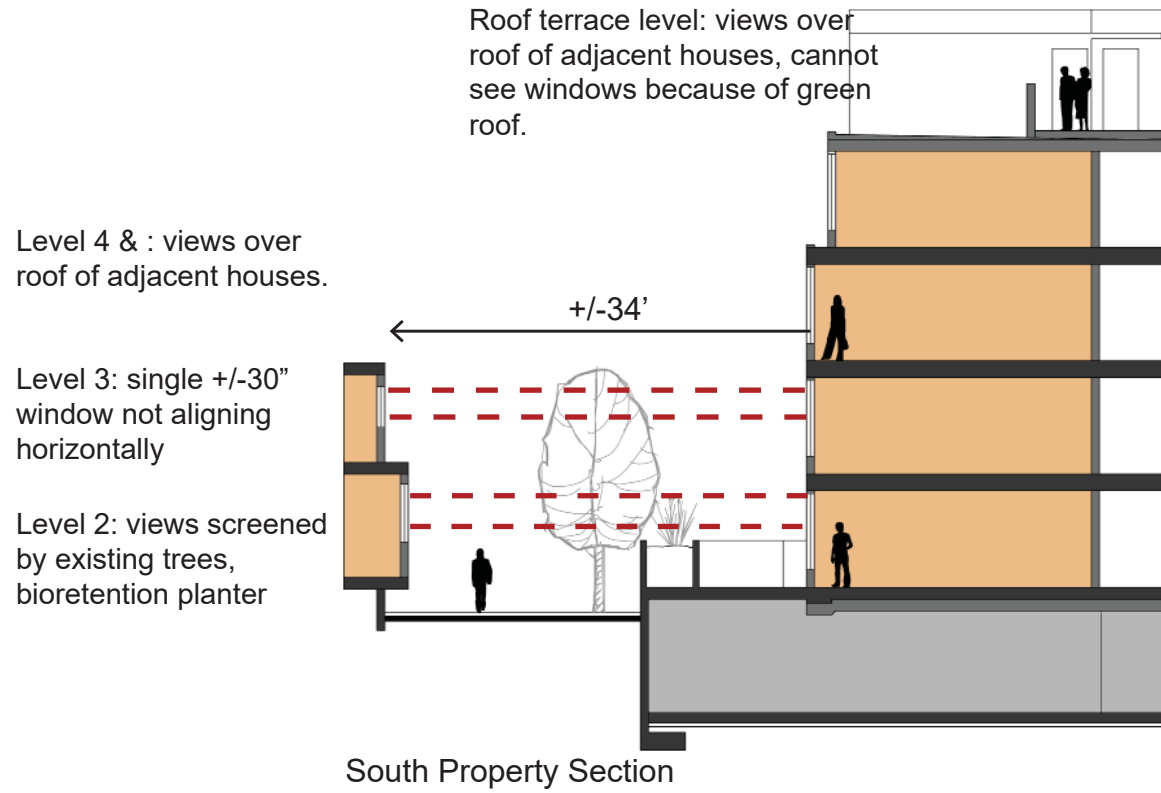 Roof terrace level: views over
roof of adjacent houses, cannot
see windows because of green
roof.
Level 4 & : views over
roof of adjacent houses.
+/-34’
Level 3: single +/-30”
window not aligning
horizontally
Level 2: views screened
by existing trees,
bioretention planter
South Property Section